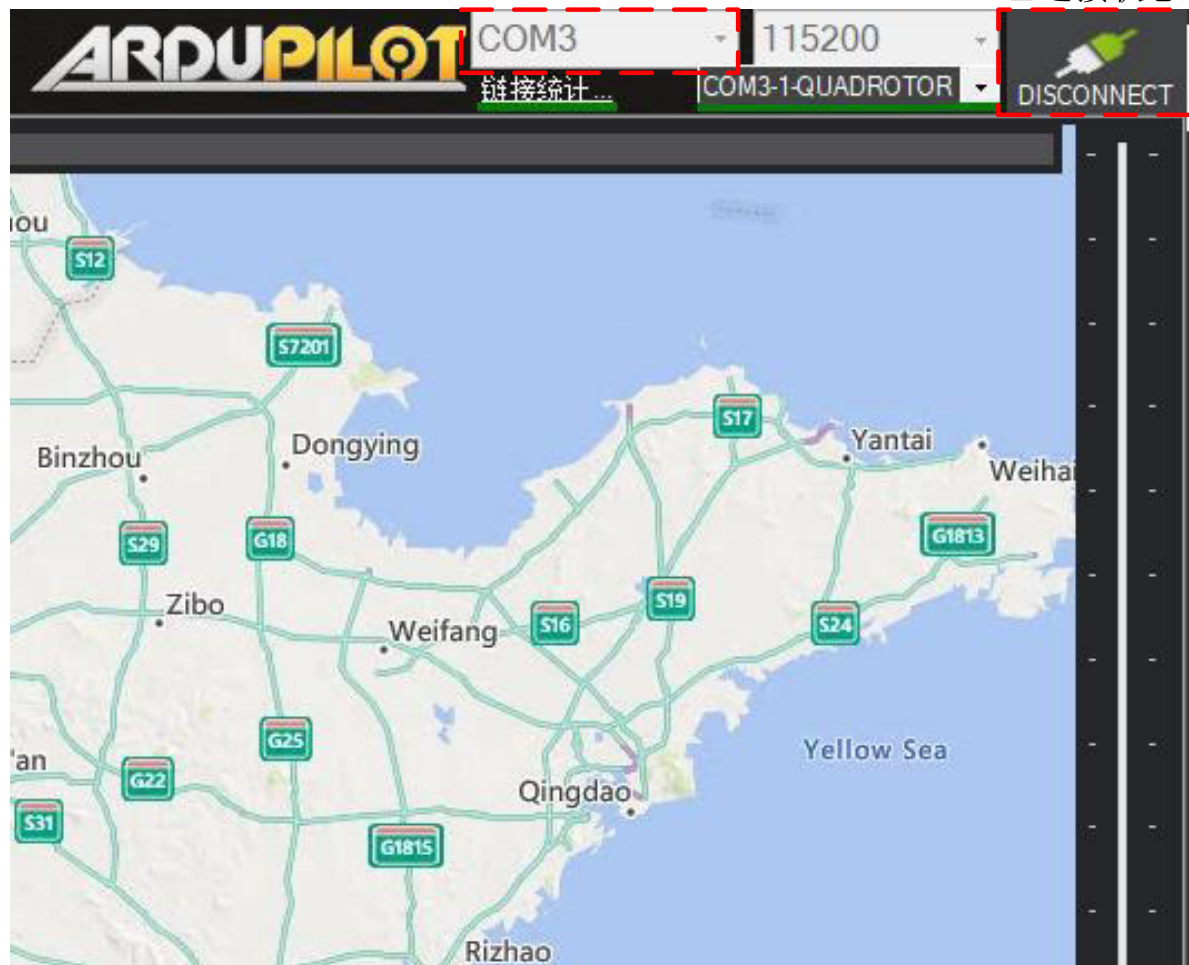 ARDUPILOT
COM3
115200
链接统计...
COM3-1-QUADROTOR
DISCONNECT
S12
S7201
S17
Yantai
Weihai
Binzhou
Dongying
S29
G18
G1813
Zibo
Weifang
S16
S19
S24
G25
Yellow Sea
G22
Qingdao
S31
G1815
Rizhao